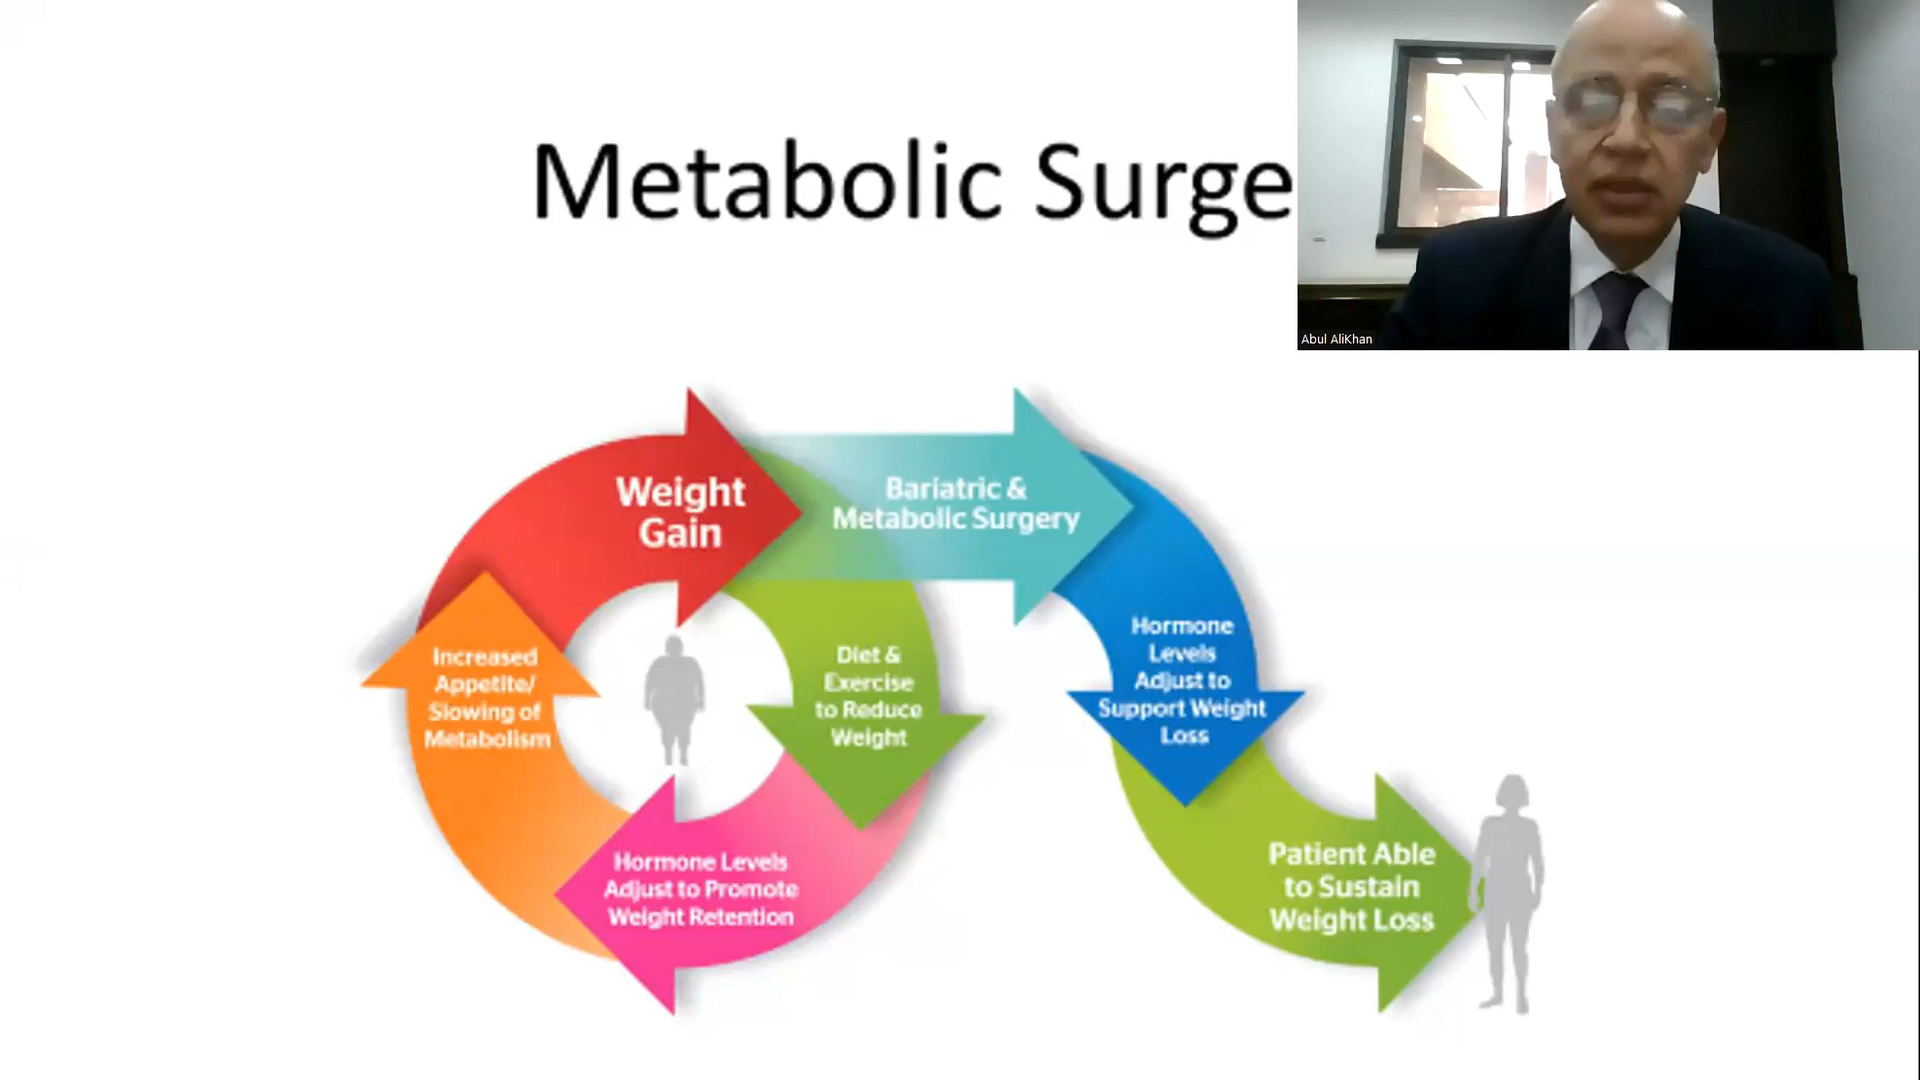 Metabolic Surge
Abul AliKhan
Weight
Gain
Bariatric &
Metabolic Surgery
Diet &
Exercise
to Reduce
Weight
Hormone Levels
Adjust to Promote
Weight Retention
Increased
Appetite/
Slowing of
Metabolism
Hormone
Levels
Adjust to
Support Weight
Loss
Patient Able
to Sustain
Weight Loss